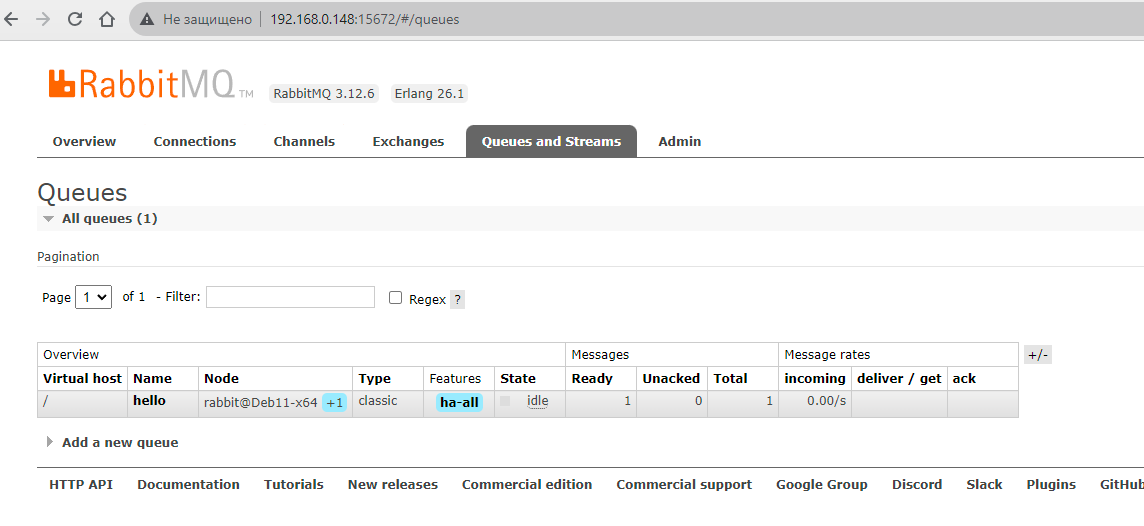 Не защищено 192.168.0.148:15672/#/queues
RabbitMQ TM RabbitMQ 3.12.6 Erlang 26.1
Overview Connections Channels Exchanges Queues and Streams Admin
Queues
All queues (1)
Pagination
Page 1 of 1 - Filter: Regex ?
Overview Messages Message rates +/-
Virtual host Name Node Type Features State Ready Unacked Total incoming deliver / get ack
/ hello rabbit@Deb11-x64 +1 classic ha-all idle 1 0 1 0.00/s
Add a new queue
HTTP API Documentation Tutorials New releases Commercial edition Commercial support Google Group Discord Slack Plugins GitHub